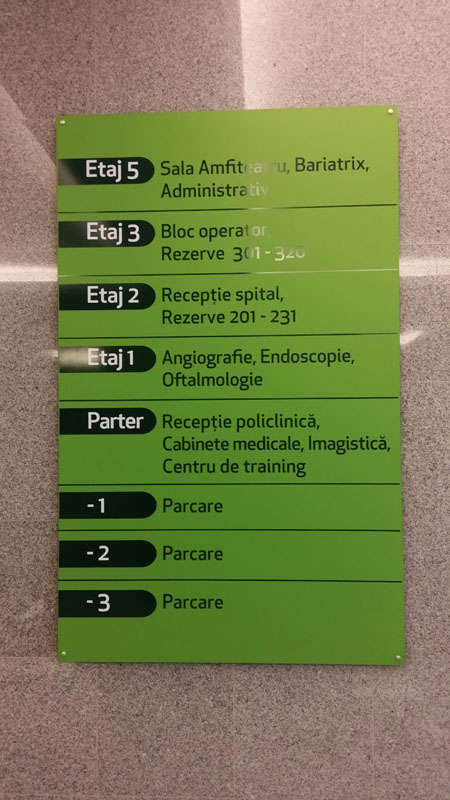 Etaj 5 Sala Amfiteatru, Bariatrix,
Administrativ
Etaj 3 Bloc operator,
Rezerve 301 - 320
Etaj 2 Recepție spital,
Rezerve 201 - 231
Etaj 1 Angiografie, Endoscopie,
Oftalmologie
Parter Recepție policlinică,
Cabinete medicale, Imagistică,
Centru de training
- 1 Parcare
- 2 Parcare
- 3 Parcare